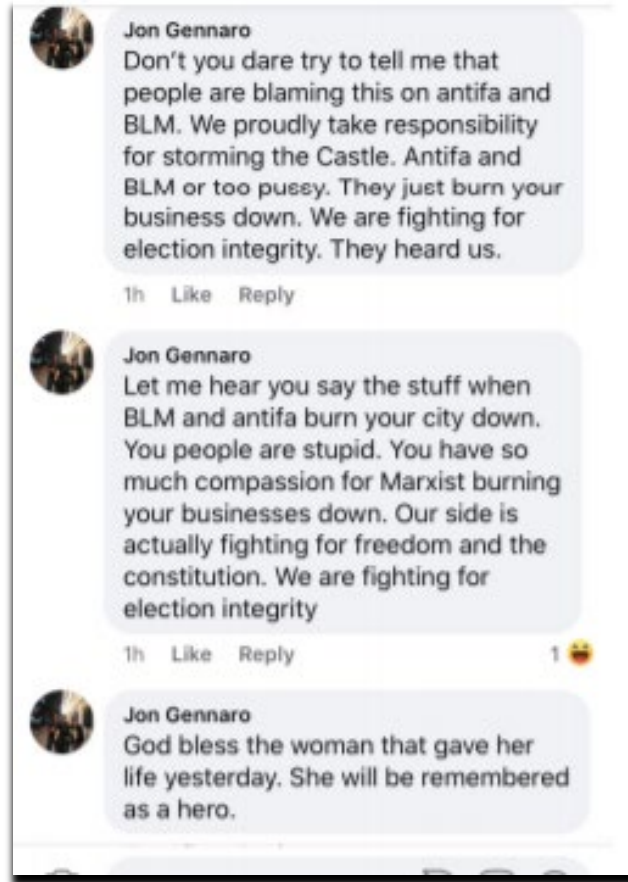 Jon Gennaro
Don't you dare try to tell me that
people are blaming this on antifa and
BLM. We proudly take responsibility
for storming the Castle. Antifa and
BLM or too pussy. They just burn your
business down. We are fighting for
election integrity. They heard us.
1h Like Reply
Jon Gennaro
Let me hear you say the stuff when
BLM and antifa burn your city down.
You people are stupid. You have so
much compassion for Marxist burning
your businesses down. Our side is
actually fighting for freedom and the
constitution. We are fighting for
election integrity
1h Like Reply 1
Jon Gennaro
God bless the woman that gave her
life yesterday. She will be remembered
as a hero.